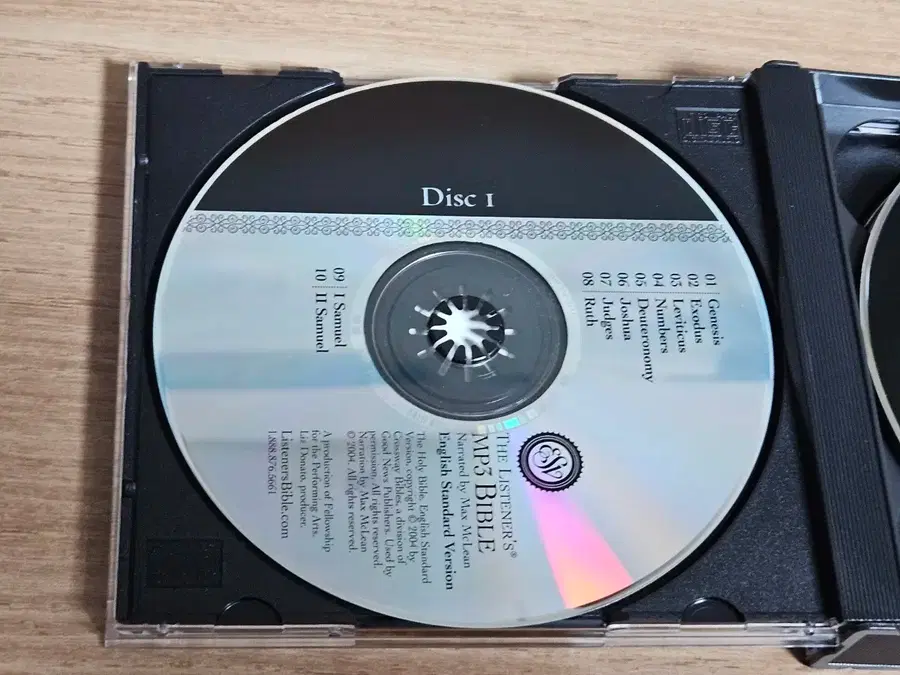 Disc 1
01 Genesis
02 Exodus
03 Leviticus
04 Numbers
05 Deuteronomy
06 Joshua
07 Judges
08 Ruth
09 I Samuel
10 II Samuel
ESV
THE LISTENER'S®
MP3 BIBLE
Narrated by Max McLean
English Standard Version
The Holy Bible, English Standard
Version, copyright © 2004 by
Crossway Bibles, a division of
Good News Publishers. Used by
permission. All rights reserved.
Narration by Max McLean
© 2004. All rights reserved.
A production of Fellowship
for the Performing Arts.
Liz Donato, producer.
ListenersBible.com
1.888.876.5661